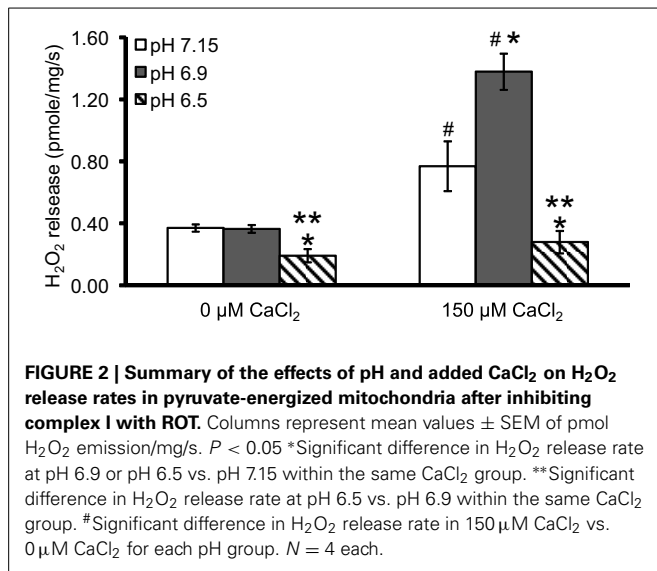 1.60
1.20
0.80
0.40
0.00
H₂O₂ relsease (pmole/mg/s)
pH 7.15
pH 6.9
pH 6.5
**
*
#
# *
**
*
0 µM CaCl₂
150 µM CaCl₂
FIGURE 2 | Summary of the effects of pH and added CaCl₂ on H₂O₂
release rates in pyruvate-energized mitochondria after inhibiting
complex I with ROT. Columns represent mean values ± SEM of pmol
H₂O₂ emission/mg/s. P < 0.05 *Significant difference in H₂O₂ release rate
at pH 6.9 or pH 6.5 vs. pH 7.15 within the same CaCl₂ group. **Significant
difference in H₂O₂ release rate at pH 6.5 vs. pH 6.9 within the same CaCl₂
group. #Significant difference in H₂O₂ release rate in 150 µM CaCl₂ vs.
0 µM CaCl₂ for each pH group. N = 4 each.